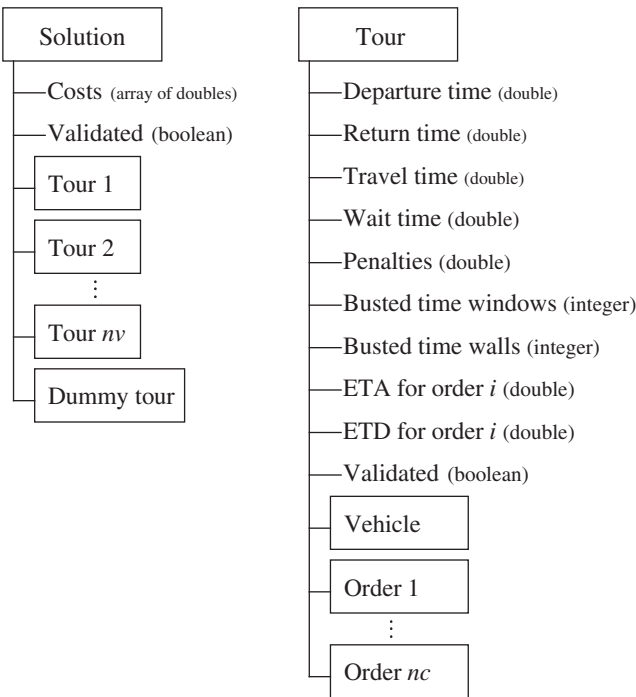 Solution
Costs (array of doubles)
Validated (boolean)
Tour 1
Tour 2
⋮
Tour nv
Dummy tour
Tour
Departure time (double)
Return time (double)
Travel time (double)
Wait time (double)
Penalties (double)
Busted time windows (integer)
Busted time walls (integer)
ETA for order i (double)
ETD for order i (double)
Validated (boolean)
Vehicle
Order 1
⋮
Order nc